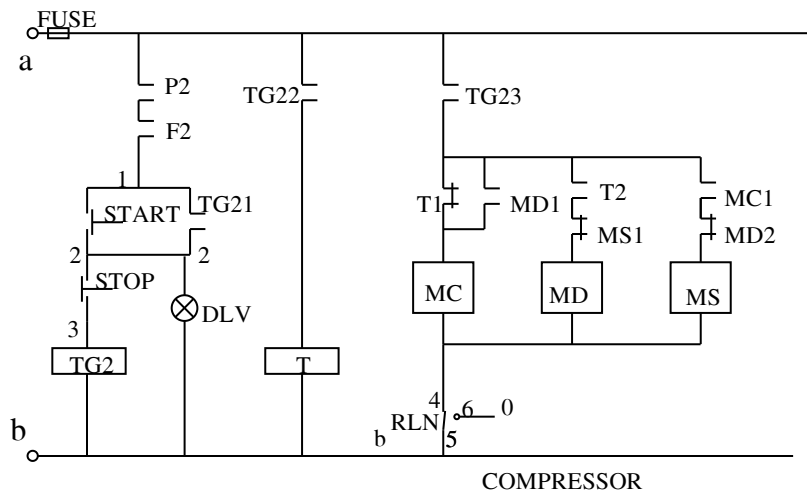 FUSE
a
P2
TG22
TG23
F2
1
T1
MD1
T2
MC1
START
TG21
MS1
MD2
2
2
STOP
MC
MD
MS
DLV
3
TG2
T
4
6
0
RLN
b
b
5
COMPRESSOR